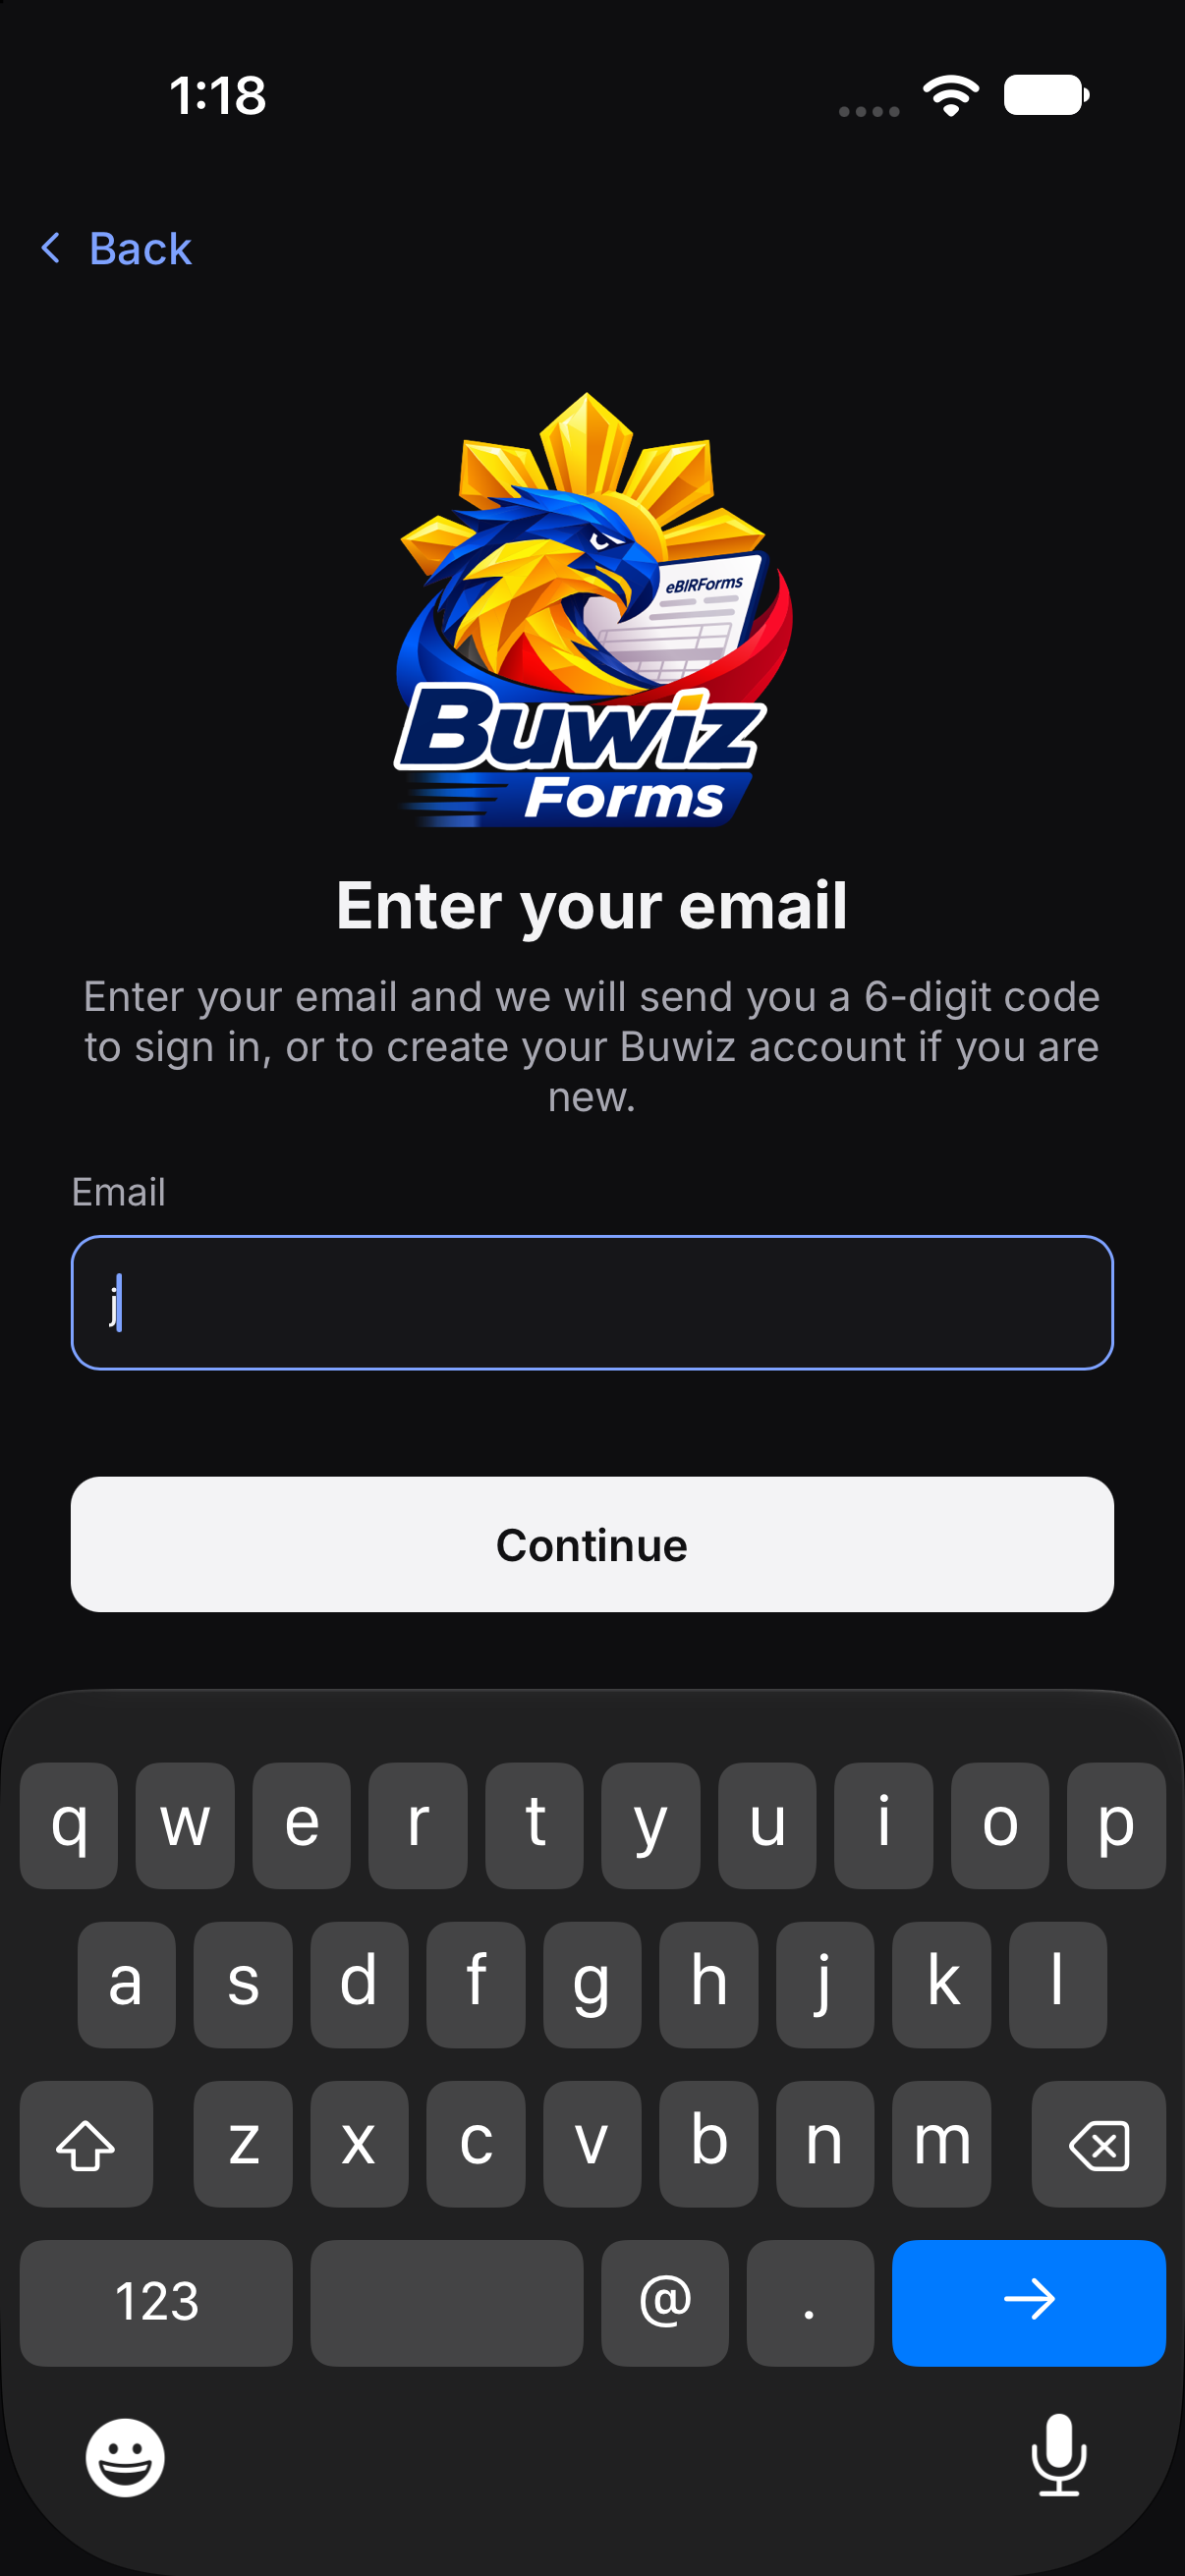 1:18
Back
eBIRForms
Buwiz
Forms
Enter your email
Enter your email and we will send you a 6-digit code
to sign in, or to create your Buwiz account if you are
new.
Email
j
Continue
q w e r t y u i o p
a s d f g h j k l
z x c v b n m
123 @ .